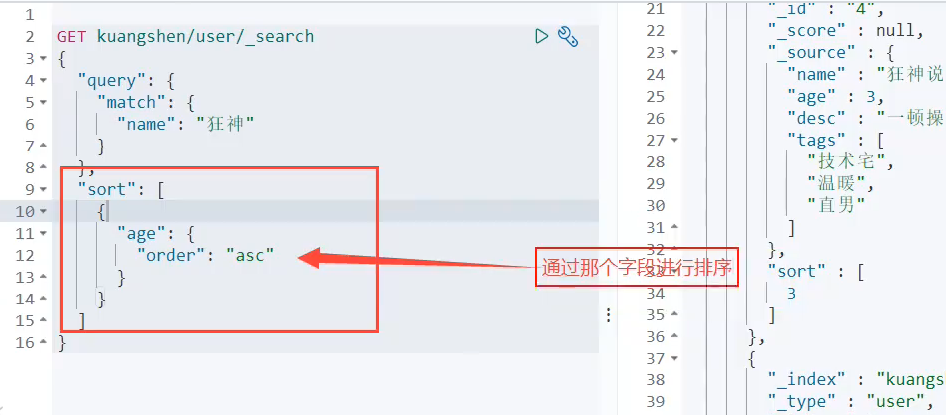 1
2 GET kuangshen/user/_search
3 {
4 "query": {
5 "match": {
6 "name": "狂神"
7 }
8 },
9 "sort": [
10 {
11 "age": {
12 "order": "asc"
13 }
14 }
15 ]
16 }
通过那个字段进行排序
21 "_id" : "4",
22 "_score" : null,
23 "_source" : {
24 "name" : "狂神说
25 "age" : 3,
26 "desc" : "一顿操
27 "tags" : [
28 "技术宅",
29 "温暖",
30 "直男"
31 ]
32 },
33 "sort" : [
34 3
35 ]
36 },
37 {
38 "_index" : "kuangs
39 "_type" : "user",